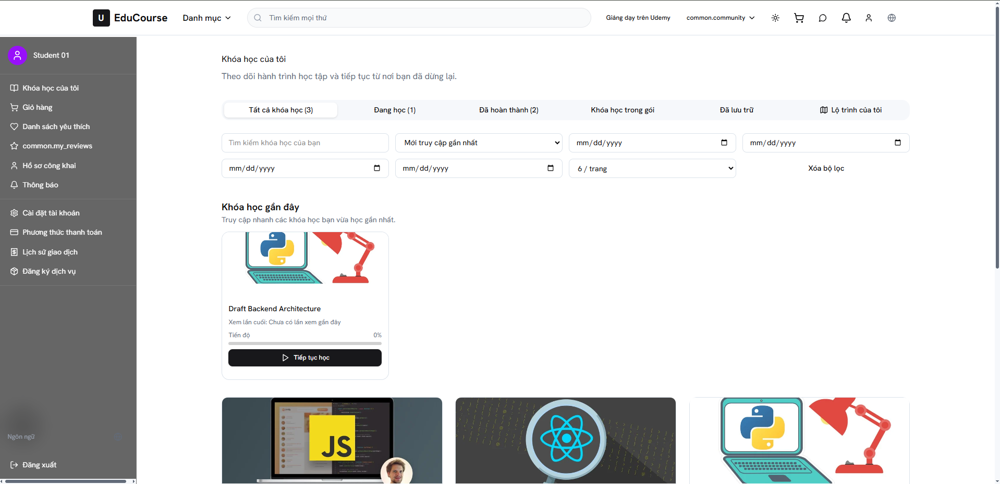 U EduCourse Danh mục Tìm kiếm mọi thứ Giảng dạy trên Udemy common.community
Student 01
Khóa học của tôi
Giỏ hàng
Danh sách yêu thích
common.my_reviews
Hồ sơ công khai
Thông báo
Cài đặt tài khoản
Phương thức thanh toán
Lịch sử giao dịch
Đăng ký dịch vụ
Ngôn ngữ
Đăng xuất
Khóa học của tôi
Theo dõi hành trình học tập và tiếp tục từ nơi bạn đã dừng lại.
Tất cả khóa học (3) Đang học (1) Đã hoàn thành (2) Khóa học trong gói Đã lưu trữ Lộ trình của tôi
Tìm kiếm khóa học của bạn Mới truy cập gần nhất mm/dd/yyyy mm/dd/yyyy
mm/dd/yyyy mm/dd/yyyy 6 / trang Xóa bộ lọc
Khóa học gần đây
Truy cập nhanh các khóa học bạn vừa học gần nhất.
Draft Backend Architecture
Xem lần cuối: Chưa có lần xem gần đây
Tiến độ 0%
Tiếp tục học
JS